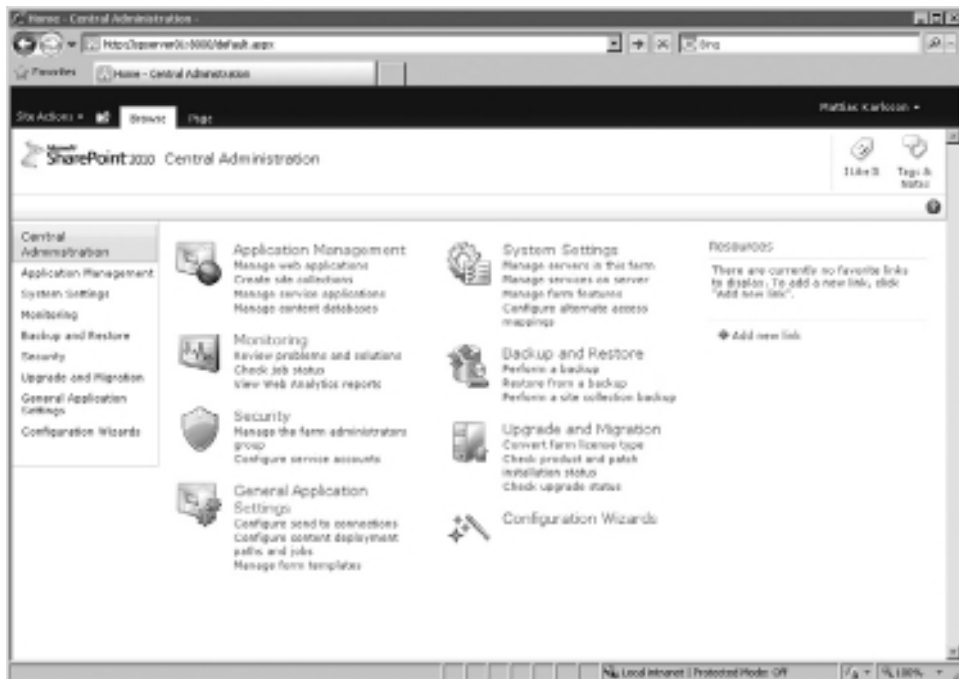 Home - Central Administration -
Bing
Favorites
Home - Central Administration
Site Actions
Browse
Page
Mattias Karlsson
Microsoft
SharePoint 2010 Central Administration
I Like It
Tags & Notes
Central Administration
Application Management
System Settings
Monitoring
Backup and Restore
Security
Upgrade and Migration
General Application Settings
Configuration Wizards
Application Management
Manage web applications
Create site collections
Manage service applications
Manage content databases
Monitoring
Review problems and solutions
Check job status
View Web Analytics reports
Security
Manage the farm administrators
group
Configure service accounts
General Application
Settings
Configure send to connections
Configure content deployment
paths and jobs
Manage form templates
System Settings
Manage servers in this farm
Manage services on server
Manage farm features
Configure alternate access
mappings
Backup and Restore
Perform a backup
Restore from a backup
Perform a site collection backup
Upgrade and Migration
Convert farm license type
Check product and patch
installation status
Check upgrade status
Configuration Wizards
Resources
There are currently no favorite links
to display. To add a new link, click
"Add new link".
Add new link
Local intranet | Protected Mode: Off
100%